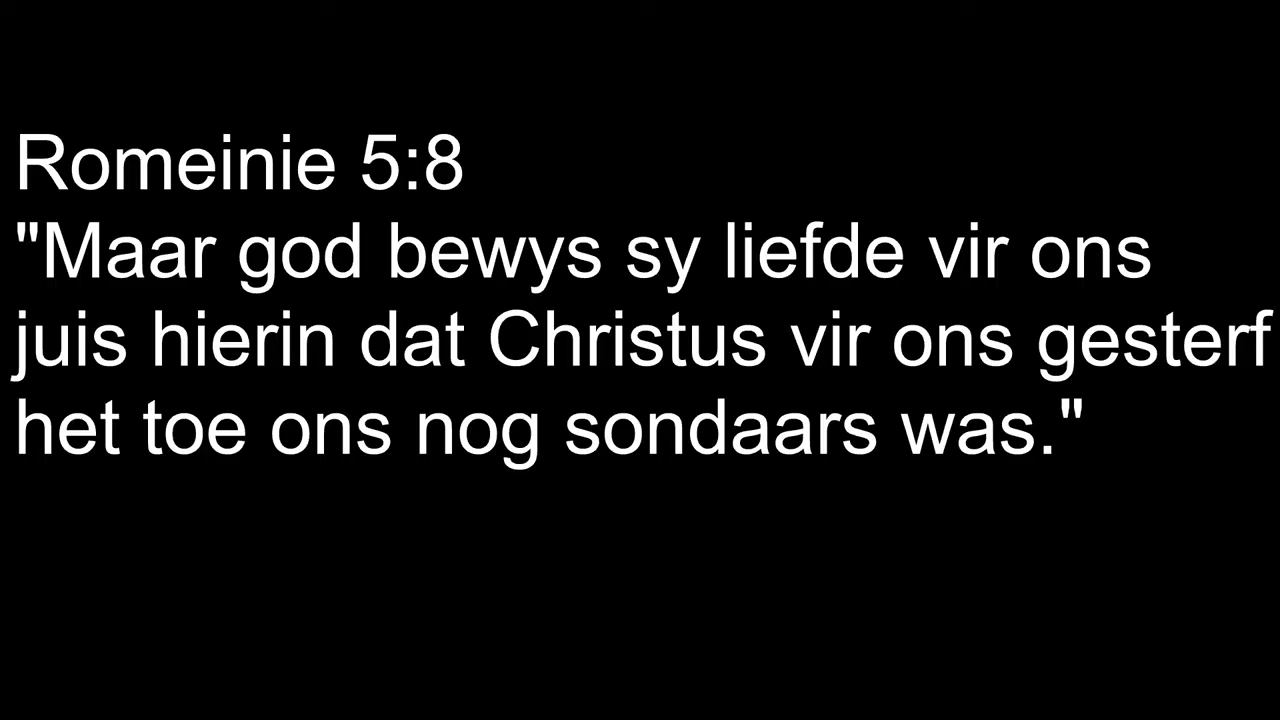 Romeinie 5:8
"Maar god bewys sy liefde vir ons
juis hierin dat Christus vir ons gesterf
het toe ons nog sondaars was."